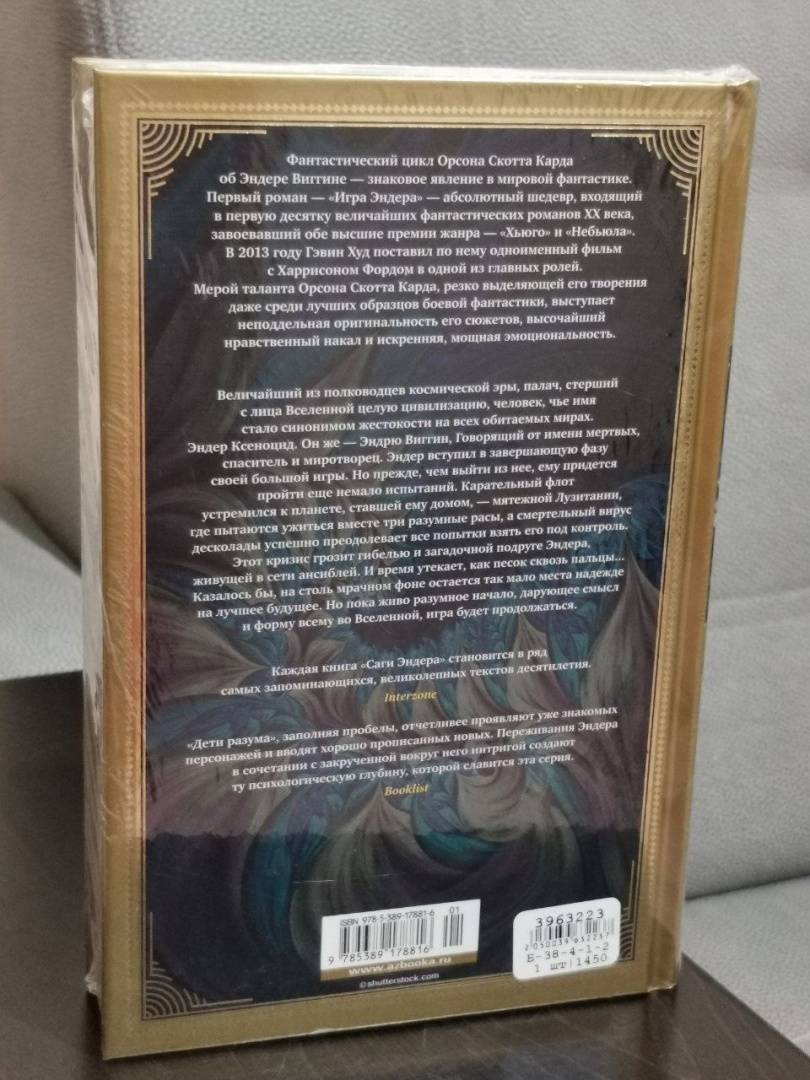 Фантастический цикл Орсона Скотта Карда
об Эндере Виггине — знаковое явление в мировой фантастике.
Первый роман — «Игра Эндера» — абсолютный шедевр, входящий
в первую десятку величайших фантастических романов XX века,
завоевавший обе высшие премии жанра — «Хьюго» и «Небьюла».
В 2013 году Гэвин Худ поставил по нему одноименный фильм
с Харрисоном Фордом в одной из главных ролей.
Мерой таланта Орсона Скотта Карда, резко выделяющей его творения
даже среди лучших образцов боевой фантастики, выступает
неподдельная оригинальность его сюжетов, высочайший
нравственный накал и искренняя, мощная эмоциональность.
Величайший из полководцев космической эры, палач, стерший
с лица Вселенной целую цивилизацию, человек, чье имя
стало синонимом жестокости на всех обитаемых мирах.
Эндер Ксеноцид. Он же — Эндрю Виггин, Говорящий от имени мертвых,
спаситель и миротворец. Эндер вступил в завершающую фазу
своей большой игры. Но прежде, чем выйти из нее, ему придется
пройти еще немало испытаний. Карательный флот
устремился к планете, ставшей ему домом, — мятежной Лузитании,
где пытаются ужиться вместе три разумные расы, а смертельный вирус
десколады успешно преодолевает все попытки взять его под контроль.
Этот кризис грозит гибелью и загадочной подруге Эндера,
живущей в сети ансиблей. И время утекает, как песок сквозь пальцы...
Казалось бы, на столь мрачном фоне остается так мало места надежде
на лучшее будущее. Но пока живо разумное начало, дарующее смысл
и форму всему во Вселенной, игра будет продолжаться.
Каждая книга «Саги Эндера» становится в ряд
самых запоминающихся, великолепных текстов десятилетия.
Interzone
«Дети разума», заполняя пробелы, отчетливее проявляют уже знакомых
персонажей и вводят хорошо прописанных новых. Переживания Эндера
в сочетании с закрученной вокруг него интригой создают
ту психологическую глубину, которой славится эта серия.
Booklist
ISBN 978-5-389-17881-6
01
9 785389 178816
www.azbooka.ru
© shutterstock.com
3963223
2 050039 632237
Б-38-4-1-2
1 шт|1450